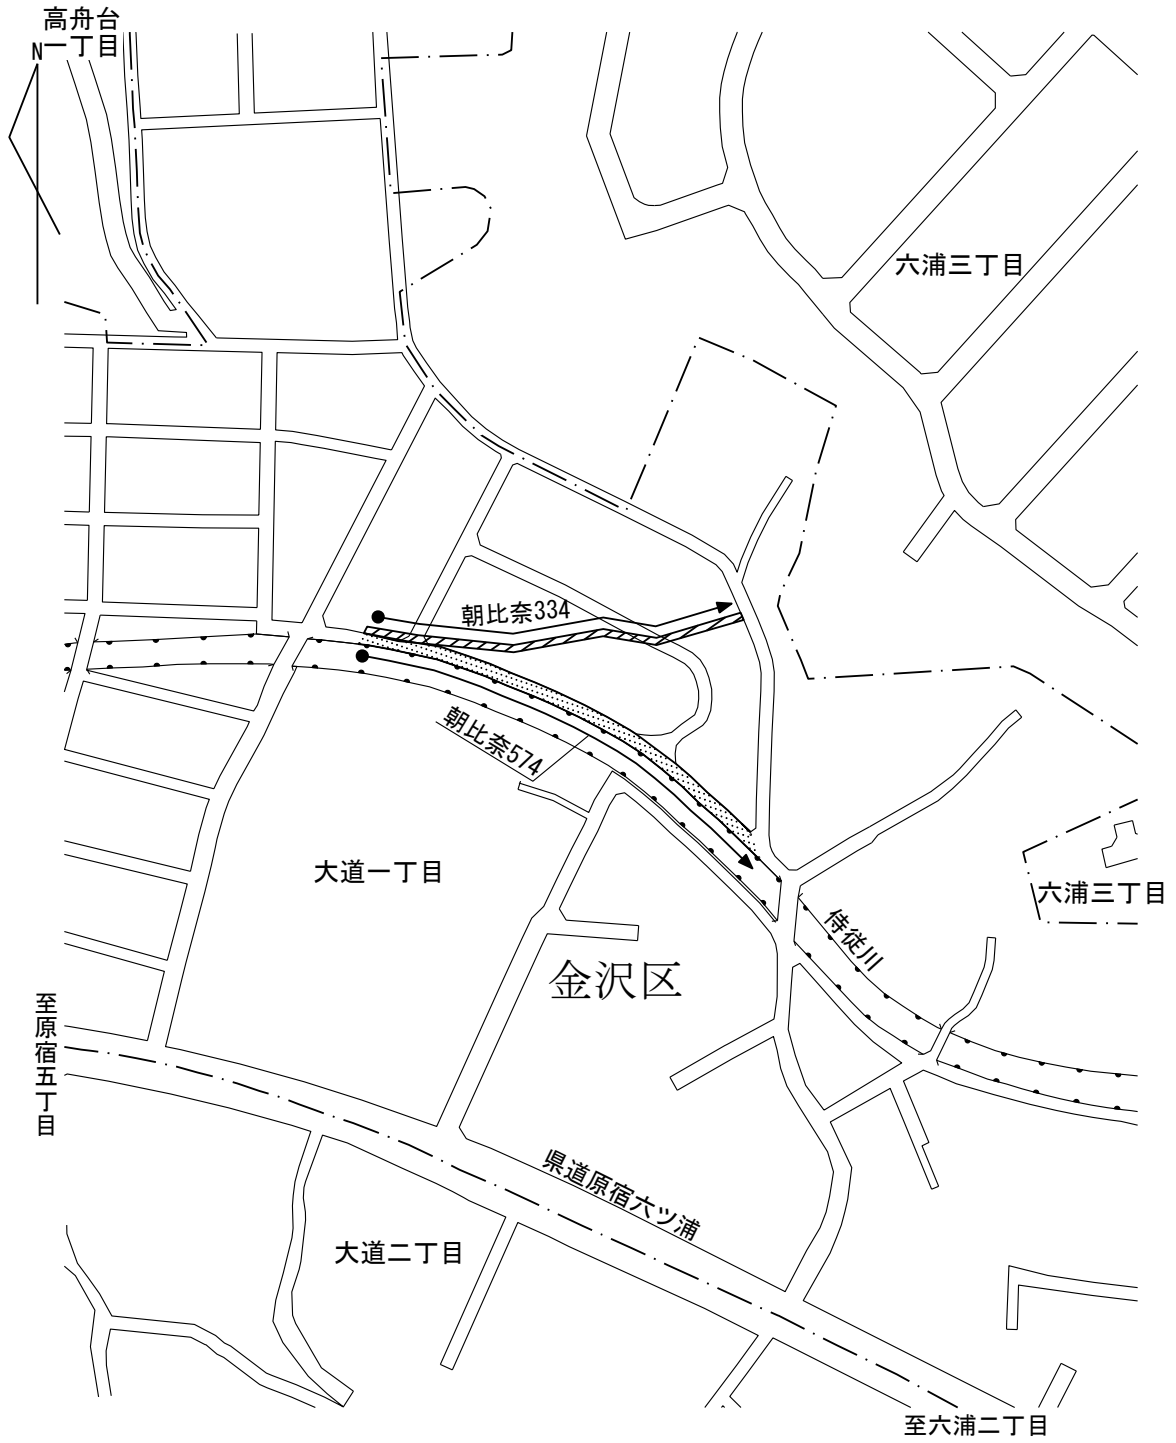 高舟台
一丁目
N
六浦三丁目
朝比奈334
朝比奈574
大道一丁目
六浦三丁目
侍従川
金沢区
至原宿五丁目
県道原宿六ツ浦
大道二丁目
至六浦二丁目